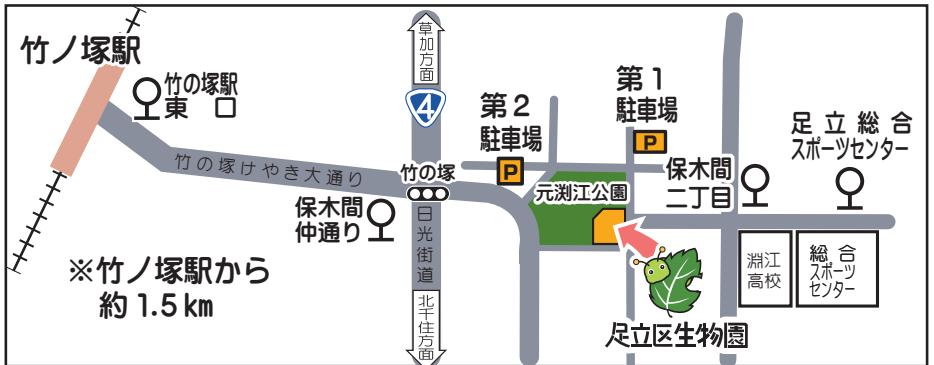 竹ノ塚駅
竹の塚駅
東 口
草加方面
4
第2
駐車場
P
第1
駐車場
P
足立総合
スポーツセンター
竹の塚けやき大通り
竹の塚
元渕江公園
保木間
二丁目
保木間
仲通り
日光街道
※竹ノ塚駅から
約1.5km
北千住方面
足立区生物園
淵江
高校
総合
スポーツ
センター